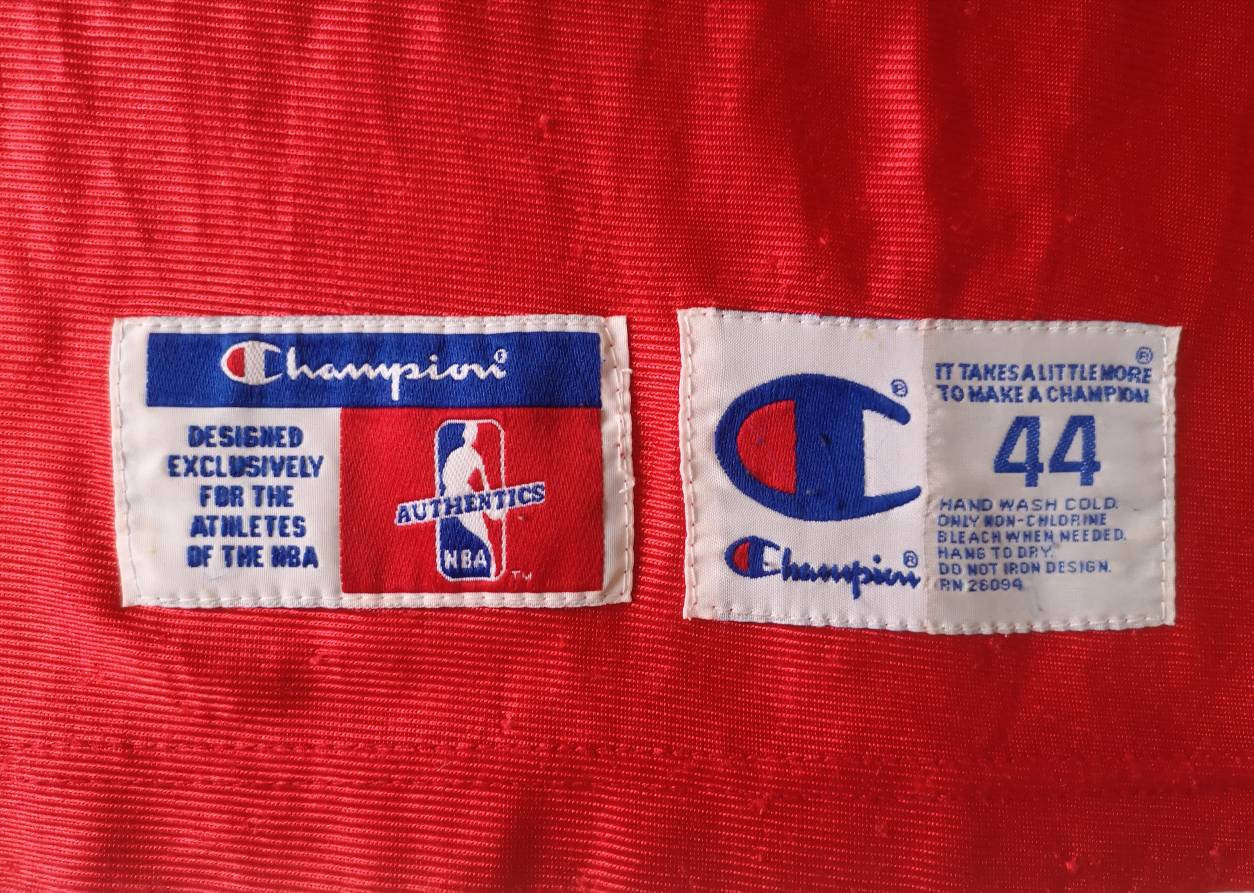 Champion®
DESIGNED
EXCLUSIVELY
FOR THE
ATHLETES
OF THE NBA
AUTHENTICS
NBA
TM
®
Champion®
®
IT TAKES A LITTLE MORE
TO MAKE A CHAMPION
44
HAND WASH COLD.
ONLY NON-CHLORINE
BLEACH WHEN NEEDED.
HANG TO DRY.
DO NOT IRON DESIGN.
RN 26094